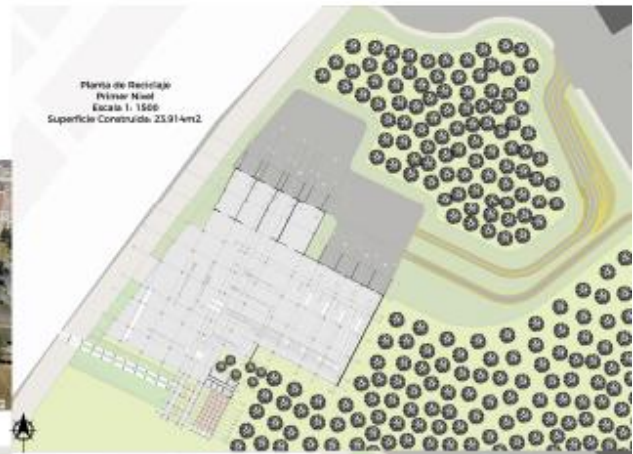 Planta de Reciclaje
Primer Nivel
Escala 1: 1500
Superficie Construida: 23,914m2